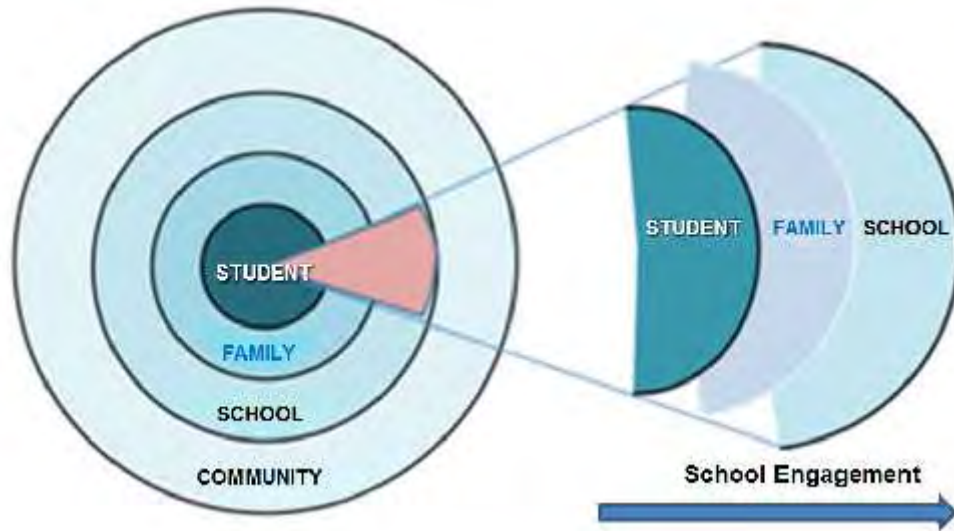 STUDENT
FAMILY
SCHOOL
COMMUNITY
STUDENT FAMILY SCHOOL
School Engagement